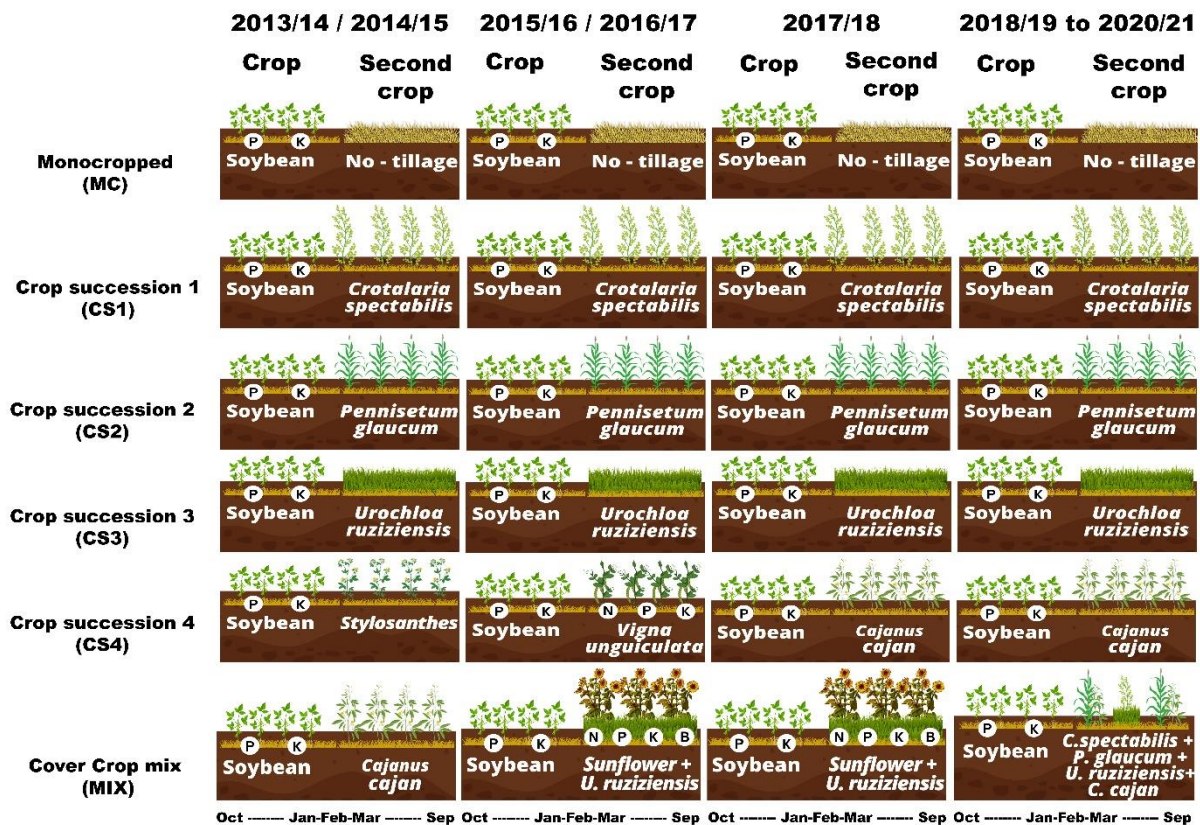 2013/14 / 2014/15 2015/16 / 2016/17 2017/18 2018/19 to 2020/21
Crop Second crop Crop Second crop Crop Second crop Crop Second crop
Monocropped
(MC)
P K P K P K P K
Soybean No - tillage Soybean No - tillage Soybean No - tillage Soybean No - tillage
Crop succession 1
(CS1)
P K P K P K P K
Soybean Crotalaria Soybean Crotalaria Soybean Crotalaria Soybean Crotalaria
spectabilis spectabilis spectabilis spectabilis
Crop succession 2
(CS2)
P K P K P K P K
Soybean Pennisetum Soybean Pennisetum Soybean Pennisetum Soybean Pennisetum
glaucum glaucum glaucum glaucum
Crop succession 3
(CS3)
P K P K P K P K
Soybean Urochloa Soybean Urochloa Soybean Urochloa Soybean Urochloa
ruziziensis ruziziensis ruziziensis ruziziensis
Crop succession 4
(CS4)
P K P K N P K P K P K
Soybean Stylosanthes Soybean Vigna Soybean Cajanus Soybean Cajanus
unguiculata cajan cajan
Cover Crop mix
(MIX)
P K P K N P K B P K N P K B P K
Soybean Cajanus Soybean Sunflower + Soybean Sunflower + Soybean C.spectabilis +
cajan U. ruziziensis U. ruziziensis P. glaucum +
U. ruziziensis+
C. cajan
Oct ------- Jan-Feb-Mar ------- Sep Oct ------- Jan-Feb-Mar ------- Sep Oct ------- Jan-Feb-Mar ------- Sep Oct ------- Jan-Feb-Mar ------- Sep